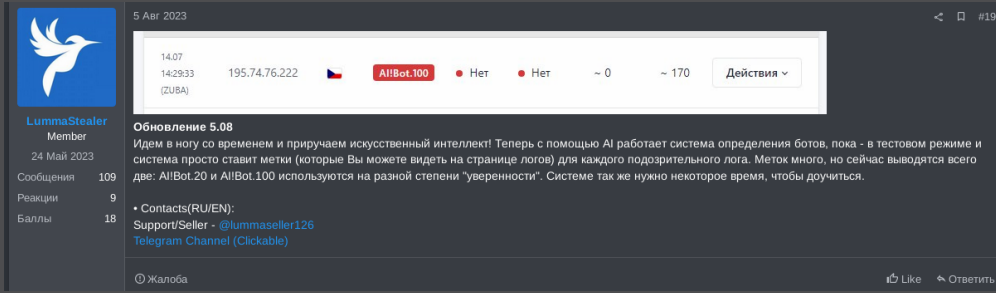 5 Авг 2023
#19
14.07
14:29:33
(ZUBA)
195.74.76.222
AI!Bot.100
Нет
Нет
~ 0
~ 170
Действия
LummaStealer
Member
24 Май 2023
Сообщения 109
Реакции 9
Баллы 18
Обновление 5.08
Идем в ногу со временем и приручаем искусственный интеллект! Теперь с помощью AI работает система определения ботов, пока - в тестовом режиме и
система просто ставит метки (которые Вы можете видеть на странице логов) для каждого подозрительного лога. Меток много, но сейчас выводятся всего
две: AI!Bot.20 и AI!Bot.100 используются на разной степени "уверенности". Системе так же нужно некоторое время, чтобы доучиться.
• Contacts(RU/EN):
Support/Seller - @lummaseller126
Telegram Channel (Clickable)
Жалоба
Like
Ответить